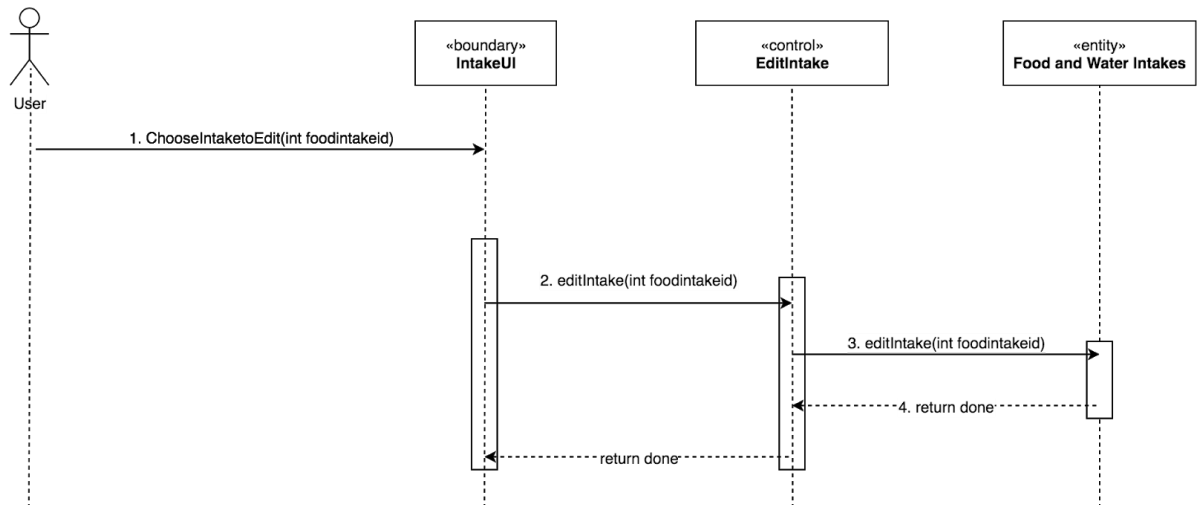 «boundary»
IntakeUI
«control»
EditIntake
«entity»
Food and Water Intakes
User
1. ChooseIntaketoEdit(int foodintakeid)
2. editIntake(int foodintakeid)
3. editIntake(int foodintakeid)
4. return done
return done